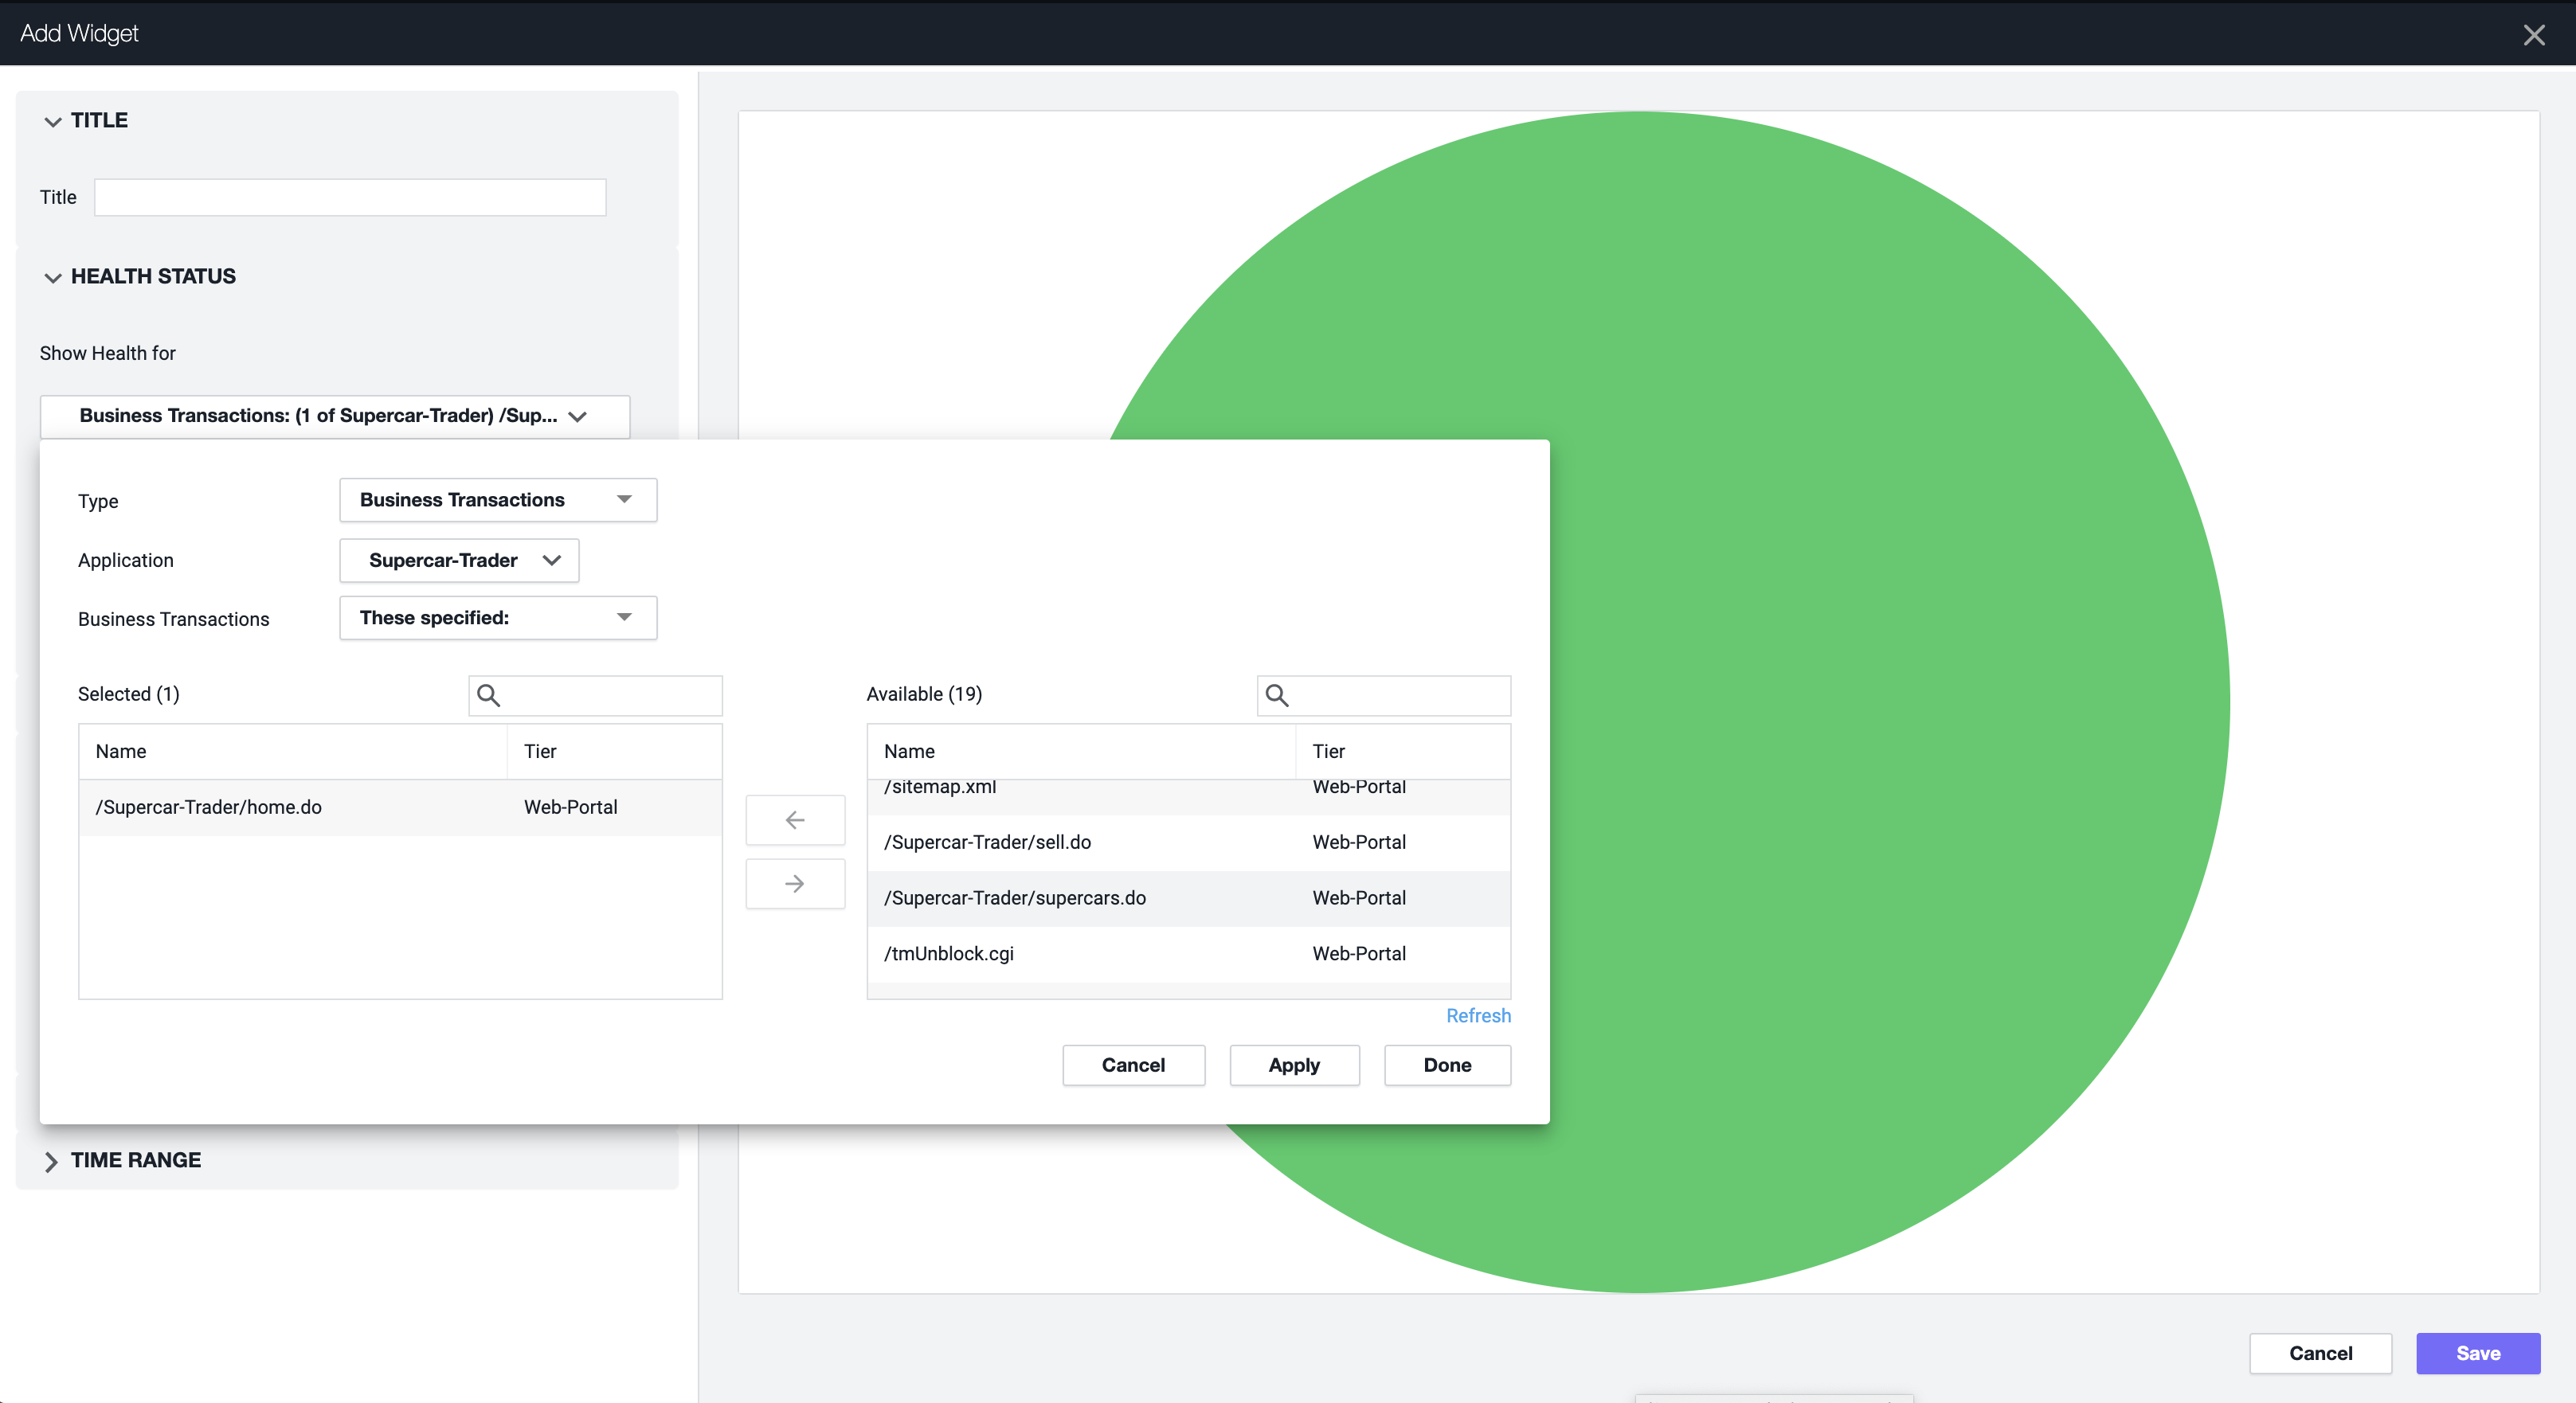 Add Widget
TITLE
Title
HEALTH STATUS
Show Health for
Business Transactions: (1 of Supercar-Trader) /Sup...
Type Business Transactions
Application Supercar-Trader
Business Transactions These specified:
Selected (1) Available (19)
Name Tier Name Tier
/sitemap.xml Web-Portal
/Supercar-Trader/home.do Web-Portal
/Supercar-Trader/sell.do Web-Portal
/Supercar-Trader/supercars.do Web-Portal
/tmUnblock.cgi Web-Portal
Refresh
Cancel Apply Done
TIME RANGE
Cancel Save